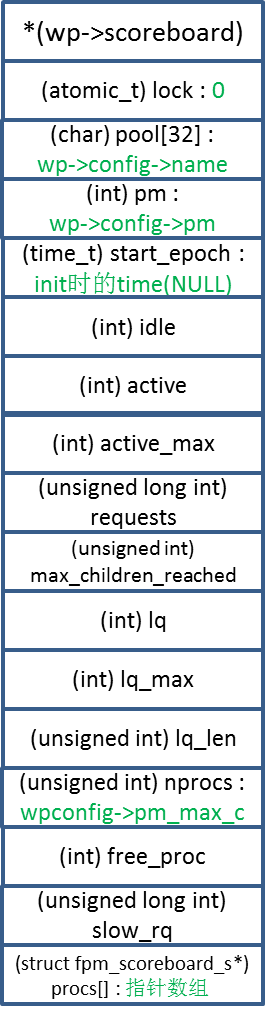 *(wp->scoreboard)
(atomic_t) lock : 0
(char) pool[32] :
wp->config->name
(int) pm :
wp->config->pm
(time_t) start_epoch :
init时的time(NULL)
(int) idle
(int) active
(int) active_max
(unsigned long int)
requests
(unsigned int)
max_children_reached
(int) lq
(int) lq_max
(unsigned int) lq_len
(unsigned int) nprocs :
wpconfig->pm_max_c
(int) free_proc
(unsigned long int)
slow_rq
(struct fpm_scoreboard_s*)
procs[] : 指针数组